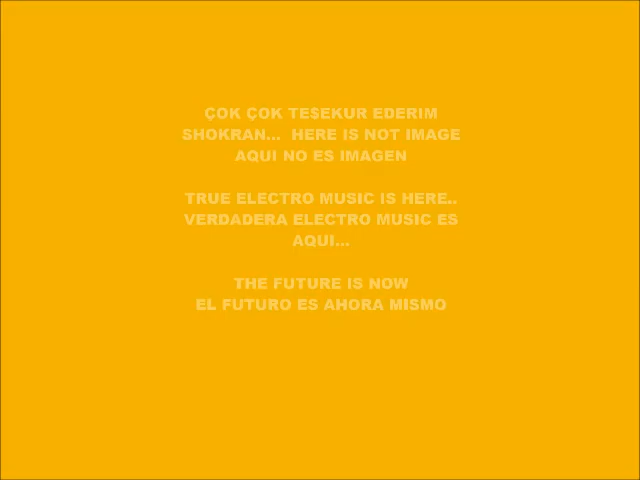 ÇOK ÇOK TEŞEKUR EDERIM
SHOKRAN... HERE IS NOT IMAGE
AQUI NO ES IMAGEN
TRUE ELECTRO MUSIC IS HERE..
VERDADERA ELECTRO MUSIC ES
AQUI...
THE FUTURE IS NOW
EL FUTURO ES AHORA MISMO